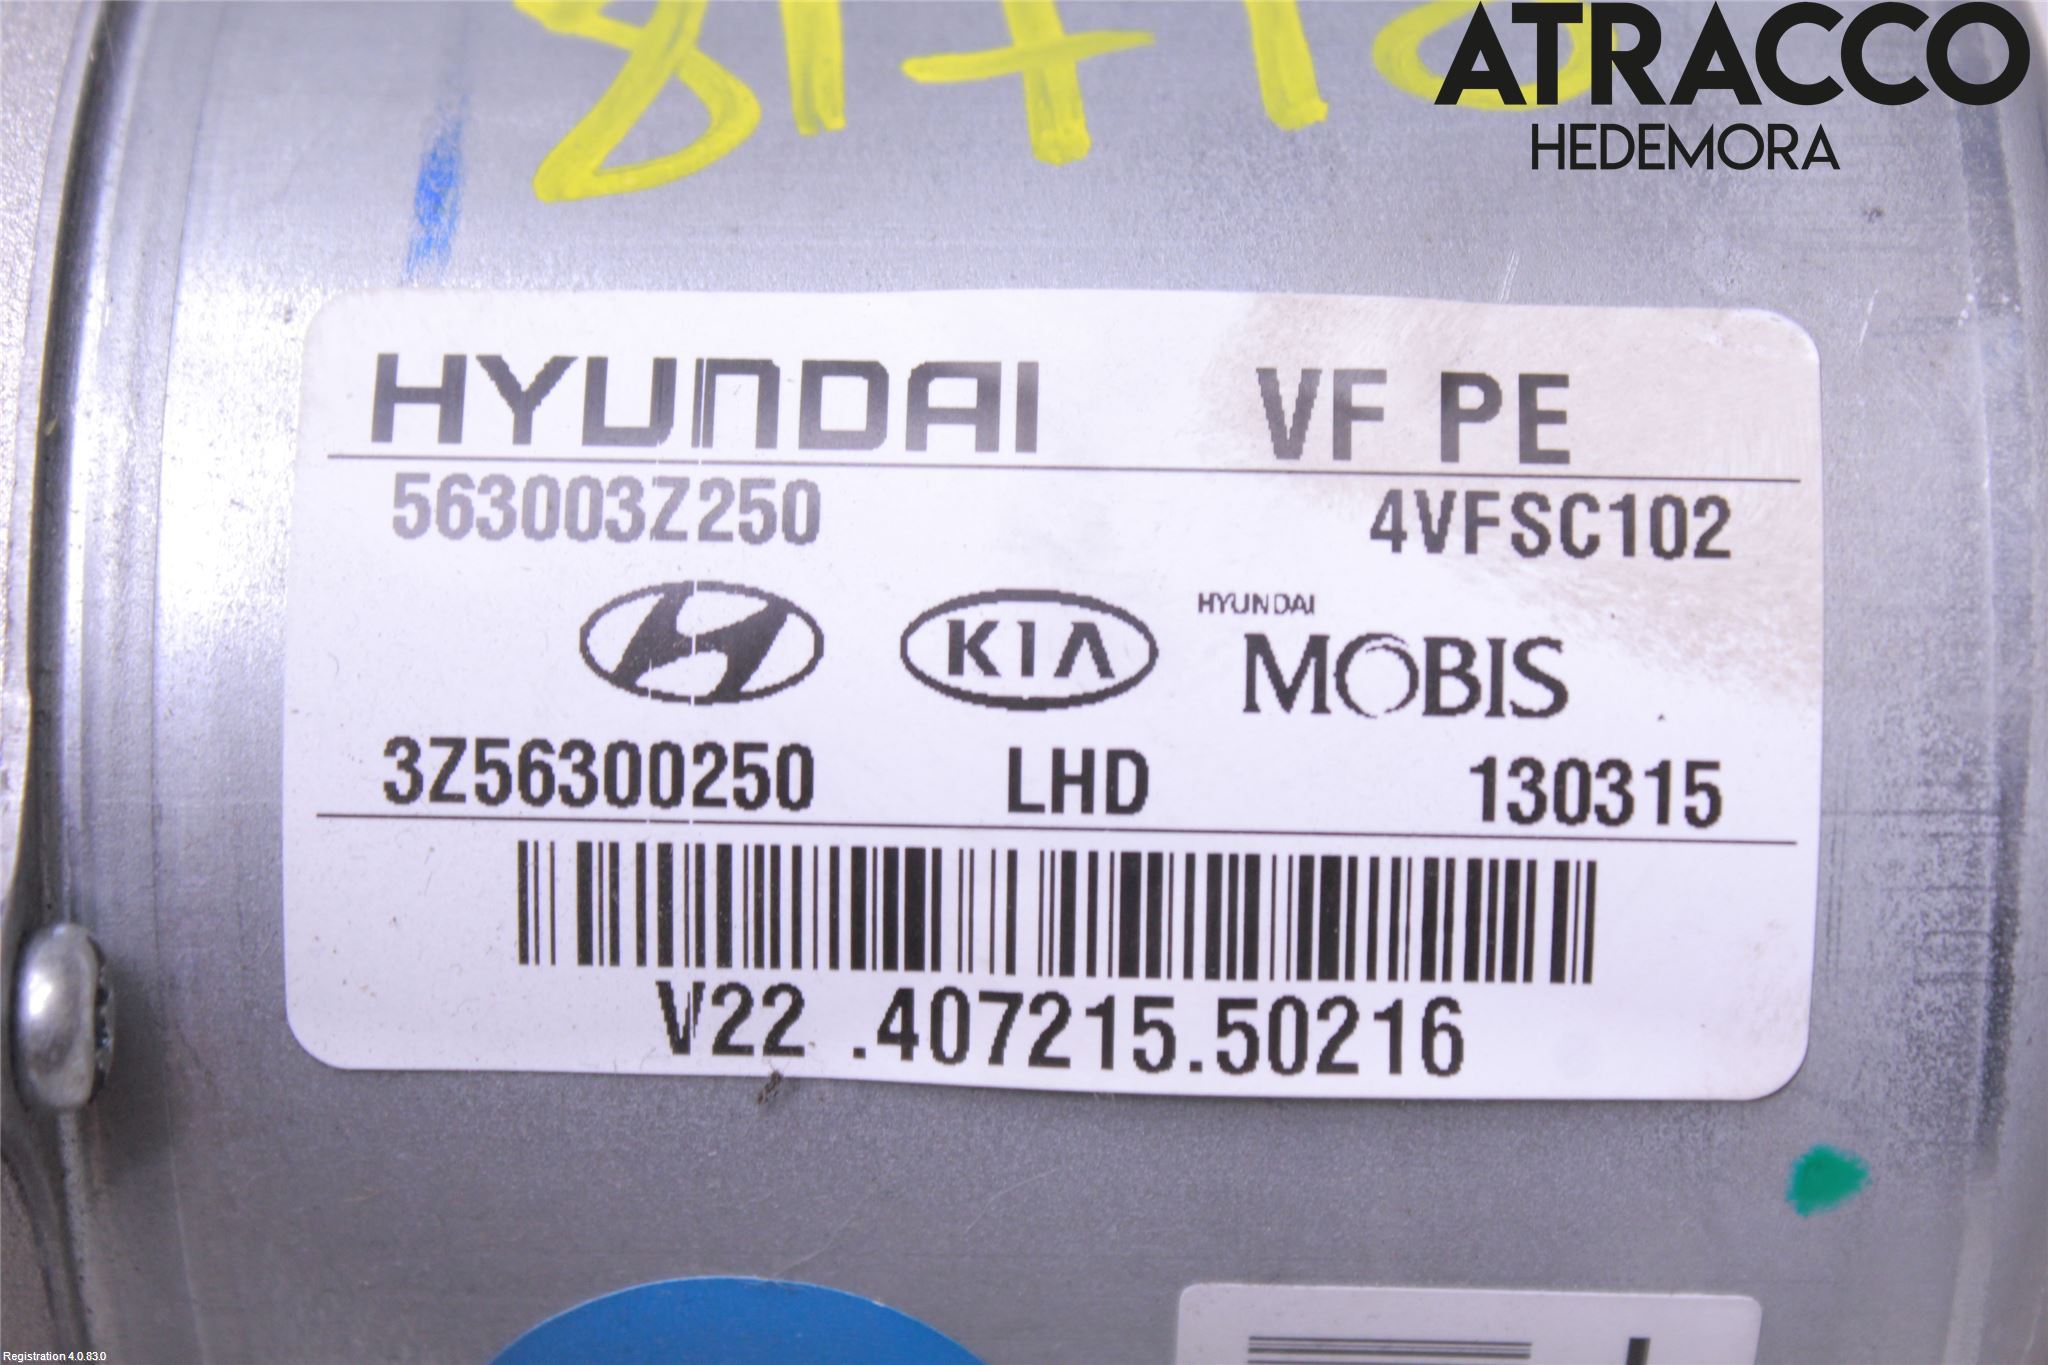 ATRACCO
HEDEMORA
HYUNDAI VF PE
563003Z250 4VFSC102
KIA HYUNDAI MOBIS
3Z56300250 LHD 130315
V22 .407215.50216
Registration 4.0.83.0